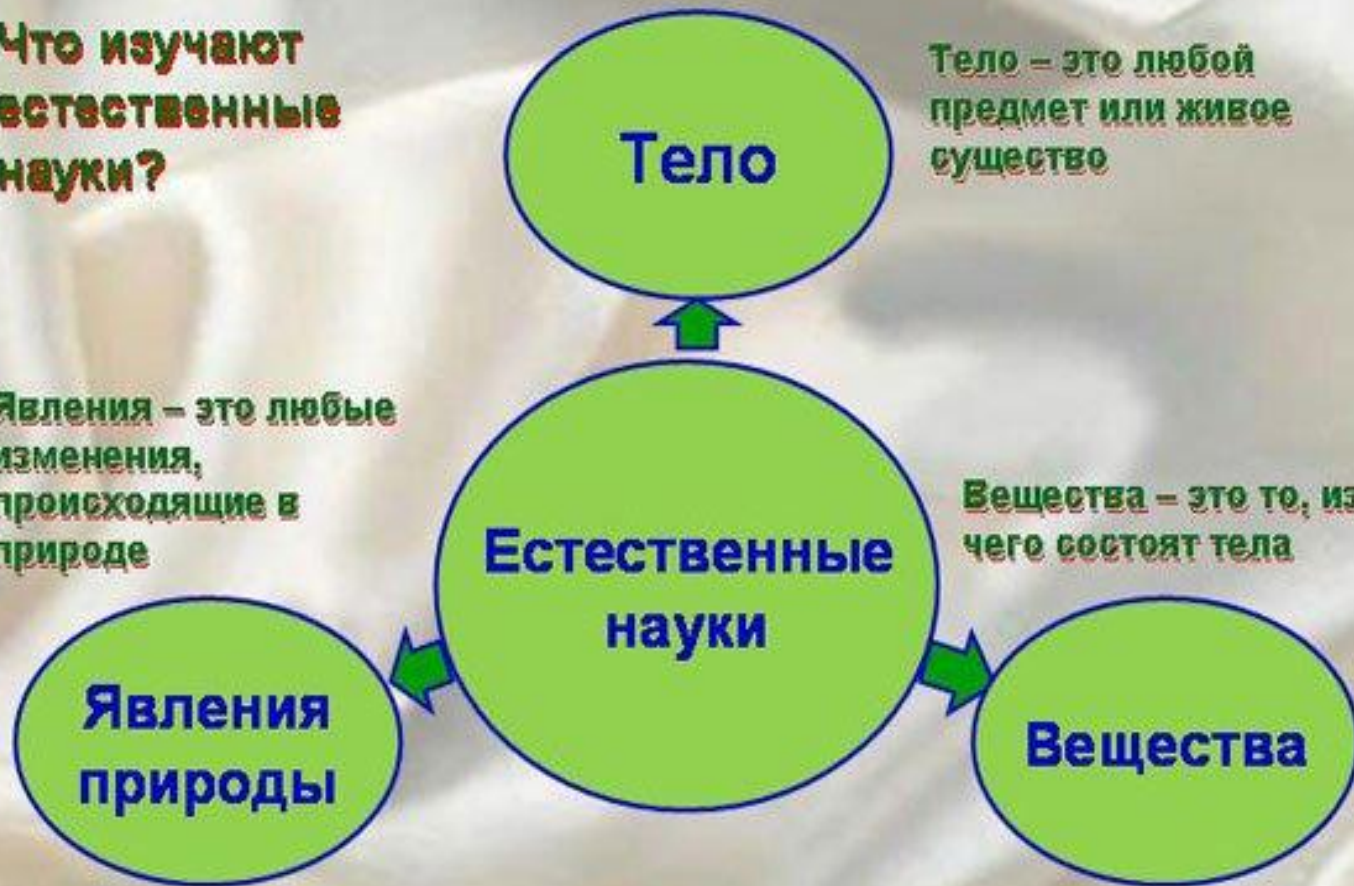 Что изучают
естественные
науки?
Тело
Тело – это любой
предмет или живое
существо
Явления – это любые
изменения,
происходящие в
природе
Естественные
науки
Вещества – это то, из
чего состоят тела
Явления
природы
Вещества